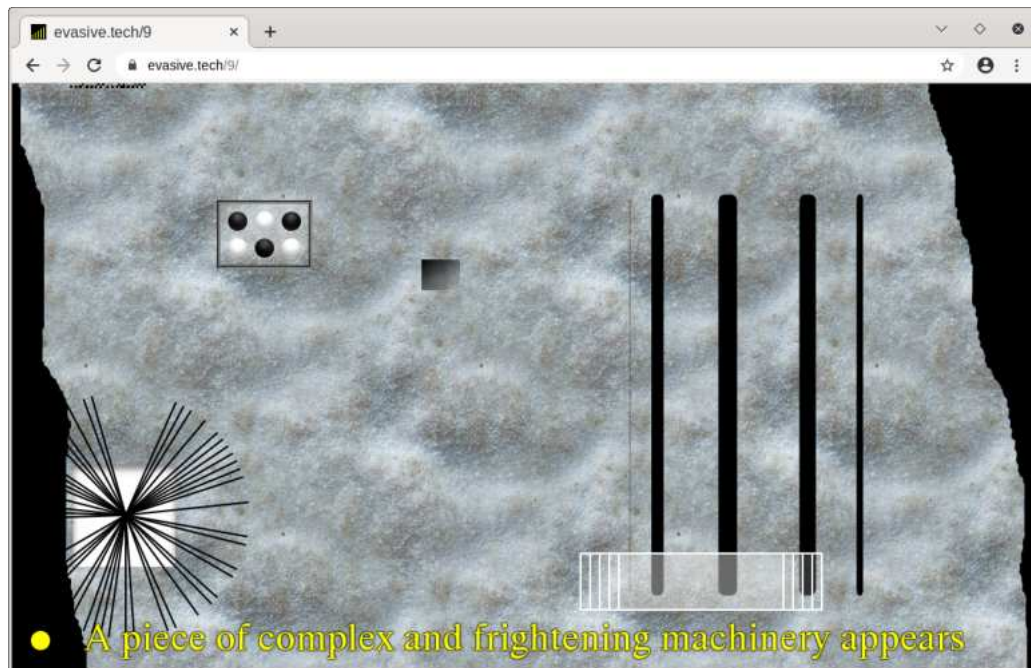 evasive.tech/9
evasive.tech/9/
A piece of complex and frightening machinery appears